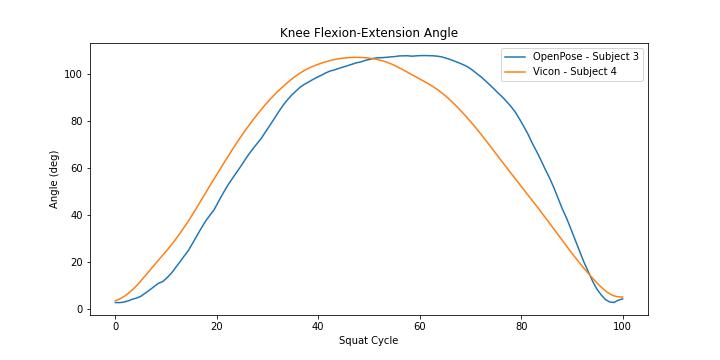 Knee Flexion-Extension Angle
OpenPose - Subject 3
Vicon - Subject 4
Angle (deg)
100
80
60
40
20
0
0 20 40 60 80 100
Squat Cycle